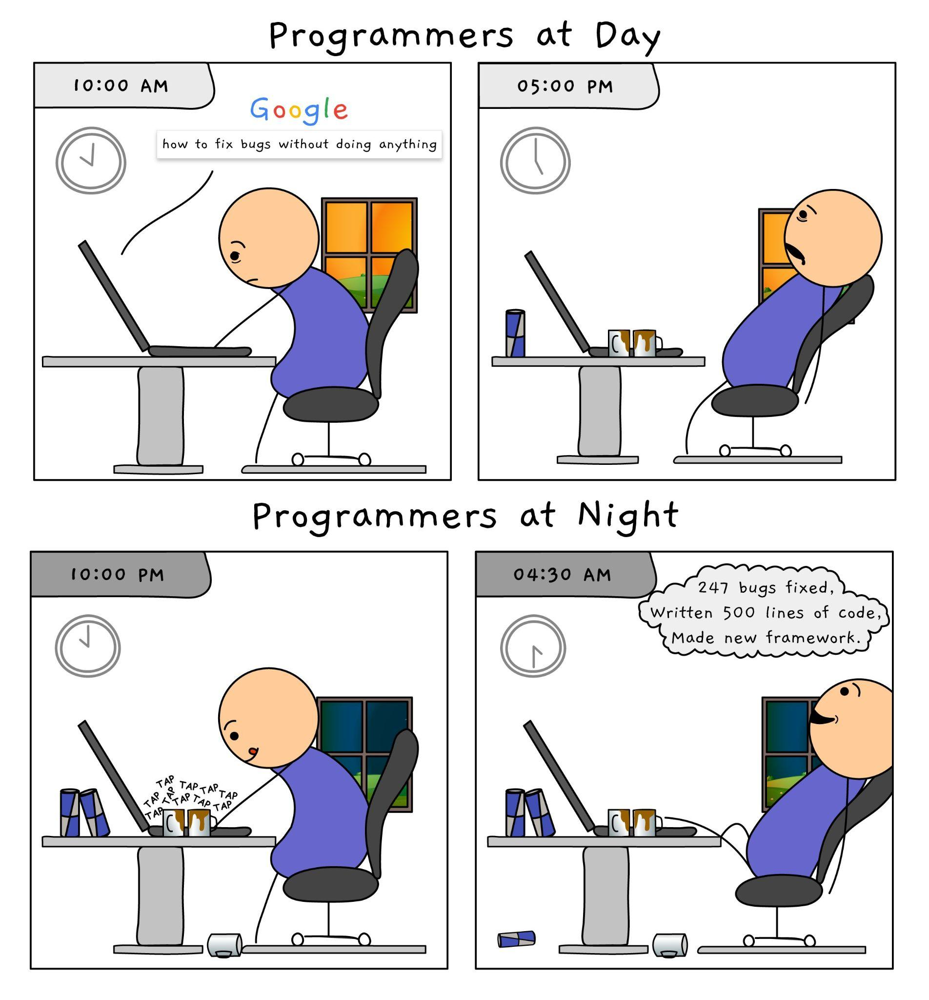 Programmers at Day
10:00 AM
Google
how to fix bugs without doing anything
05:00 PM
C
Programmers at Night
10:00 PM
TAP
TAP TAP TAP
TAP TAP TAP TAP TAP
TAP
C
04:30 AM
247 bugs fixed,
Written 500 lines of code,
Made new framework.
C